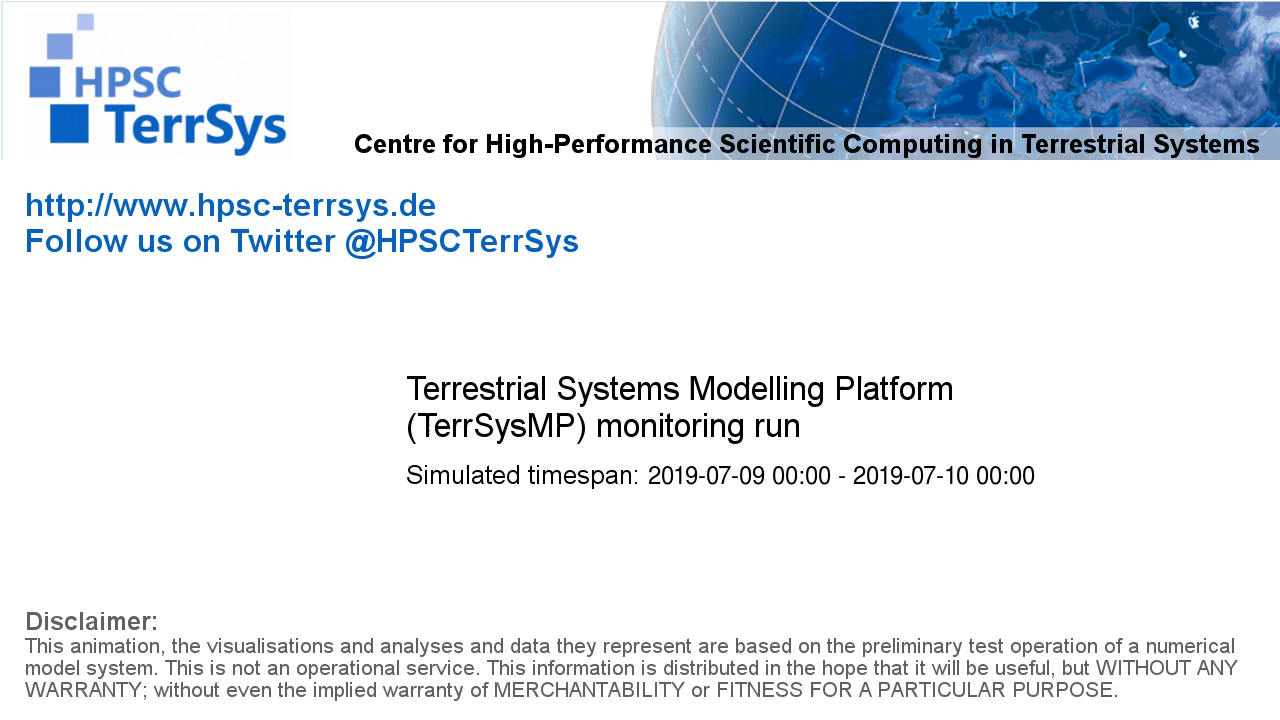 HPSC
TerrSys
Centre for High-Performance Scientific Computing in Terrestrial Systems
http://www.hpsc-terrsys.de
Follow us on Twitter @HPSCTerrSys
Terrestrial Systems Modelling Platform
(TerrSysMP) monitoring run
Simulated timespan: 2019-07-09 00:00 - 2019-07-10 00:00
Disclaimer:
This animation, the visualisations and analyses and data they represent are based on the preliminary test operation of a numerical
model system. This is not an operational service. This information is distributed in the hope that it will be useful, but WITHOUT ANY
WARRANTY; without even the implied warranty of MERCHANTABILITY or FITNESS FOR A PARTICULAR PURPOSE.